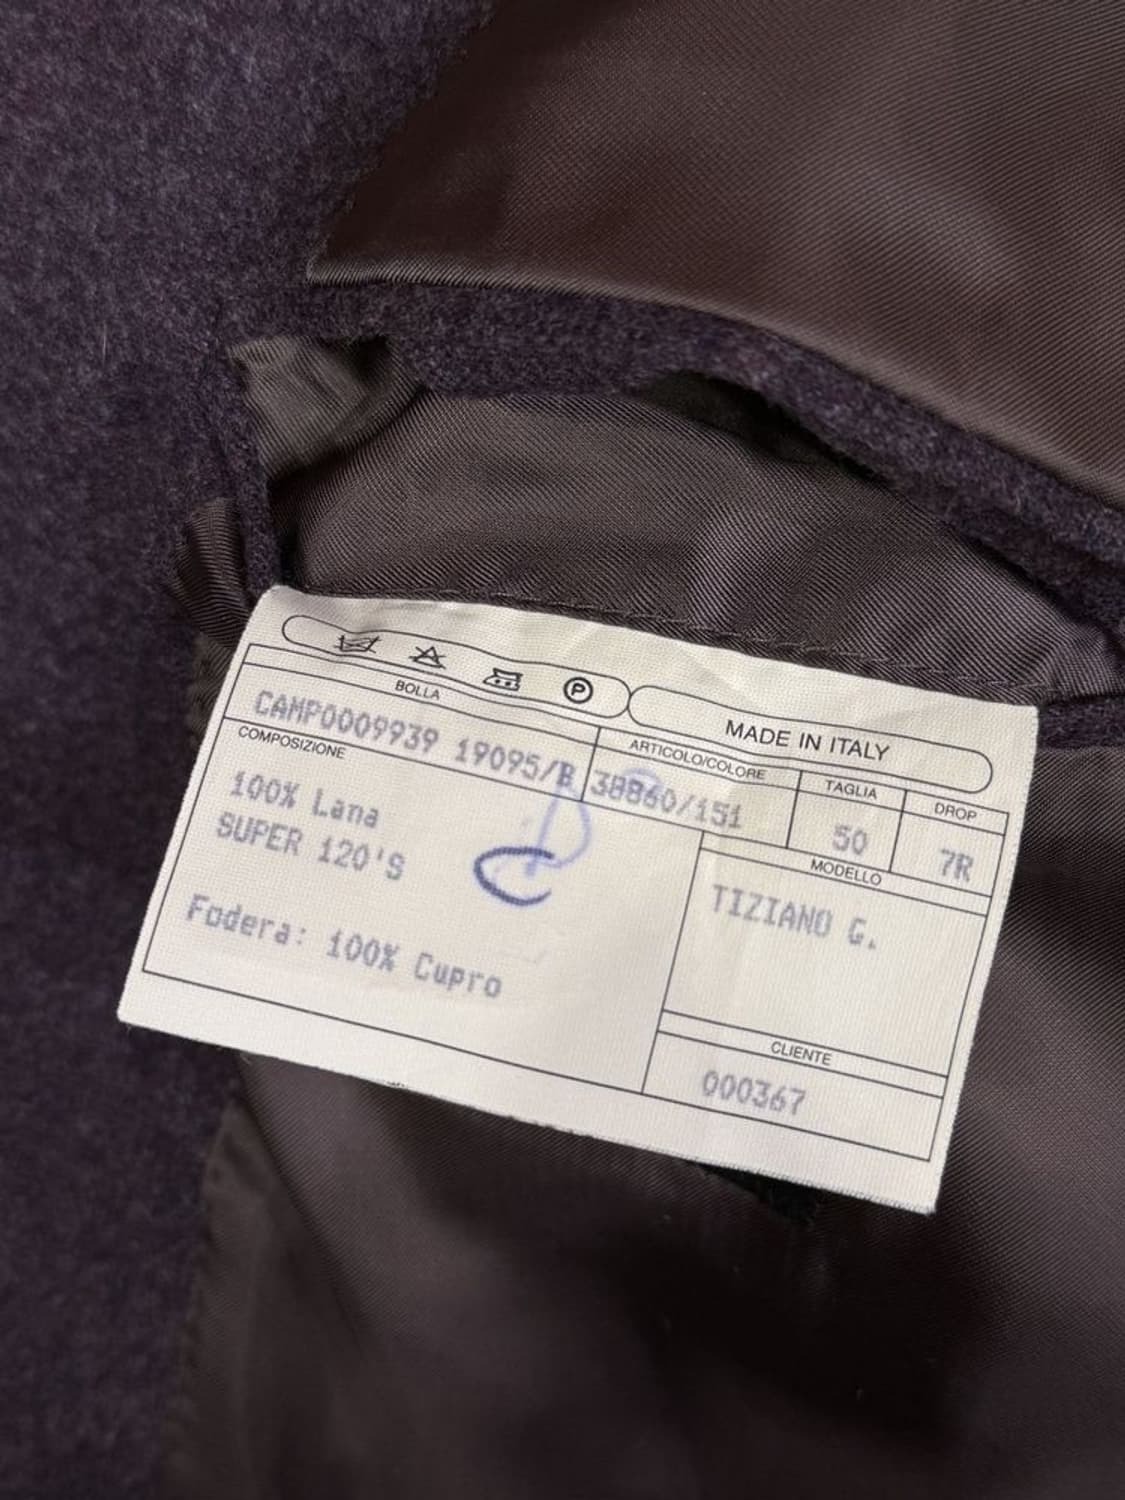 P
MADE IN ITALY
BOLLA
CAMP0009939 19095/B
ARTICOLO/COLORE
38860/151
TAGLIA
50
DROP
7R
COMPOSIZIONE
100% Lana
SUPER 120'S
Fodera: 100% Cupro
MODELLO
TIZIANO G.
CLIENTE
000367